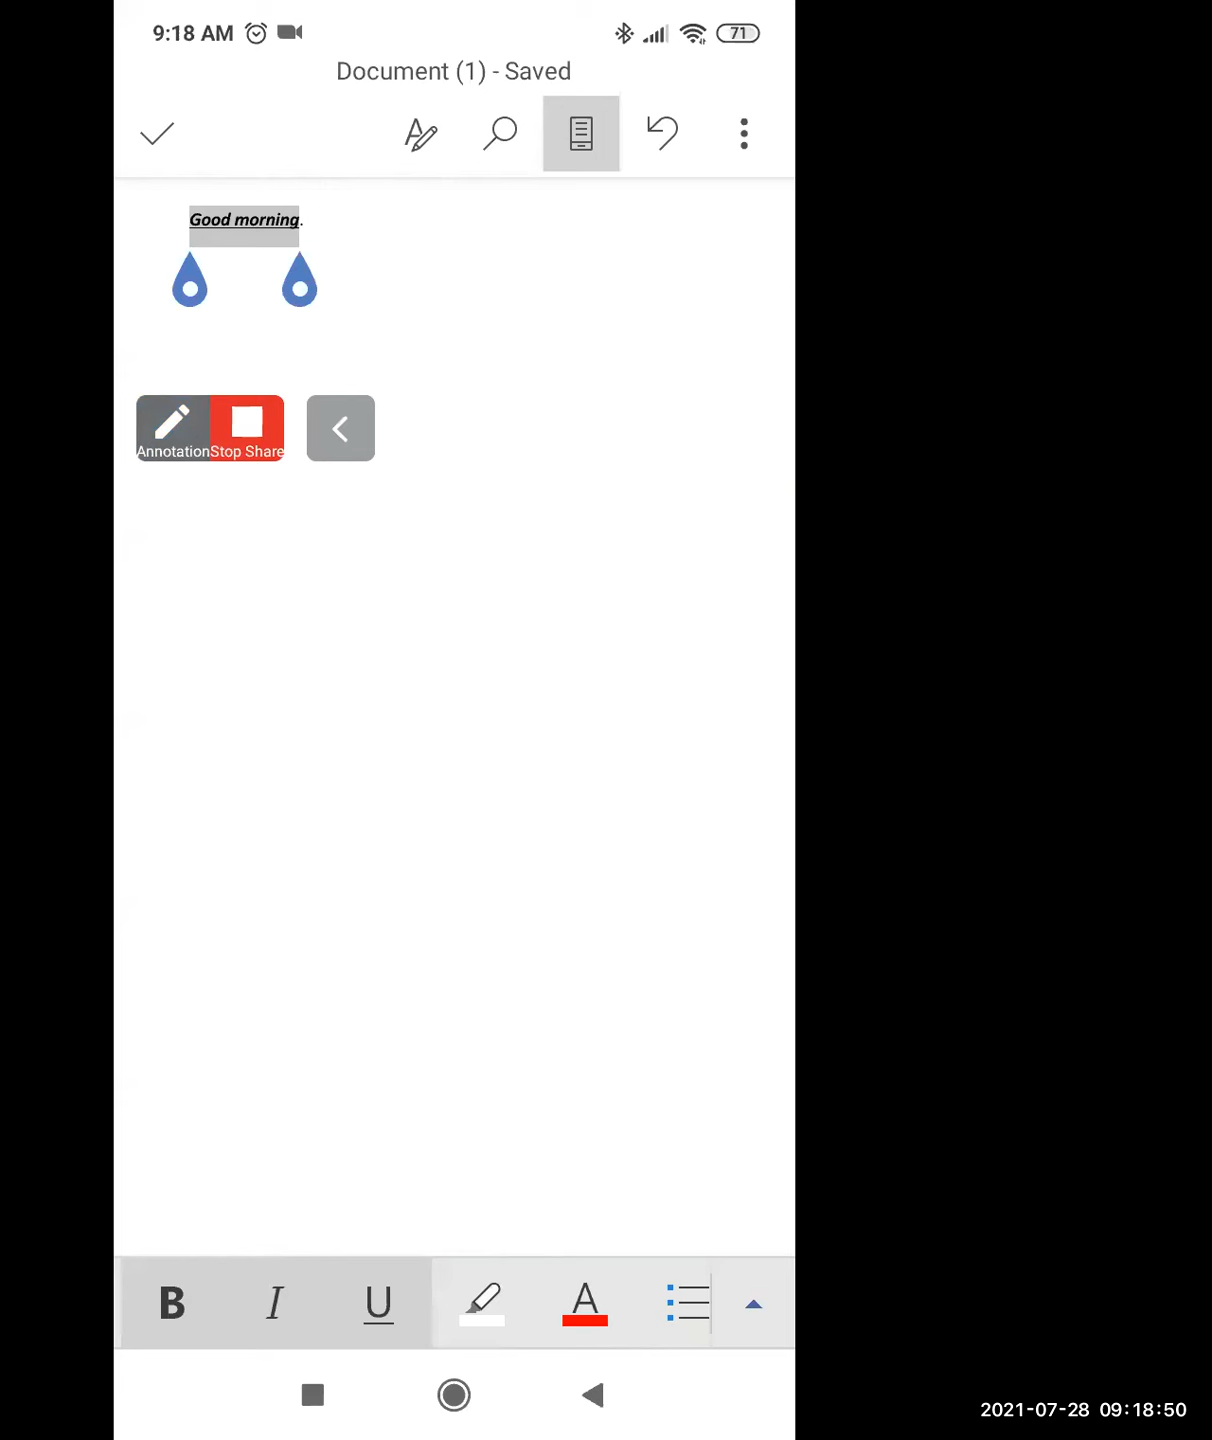 9:18 AM
71
Document (1) - Saved
Good morning.
Annotation
Stop Share
B I U A
2021-07-28 09:18:50